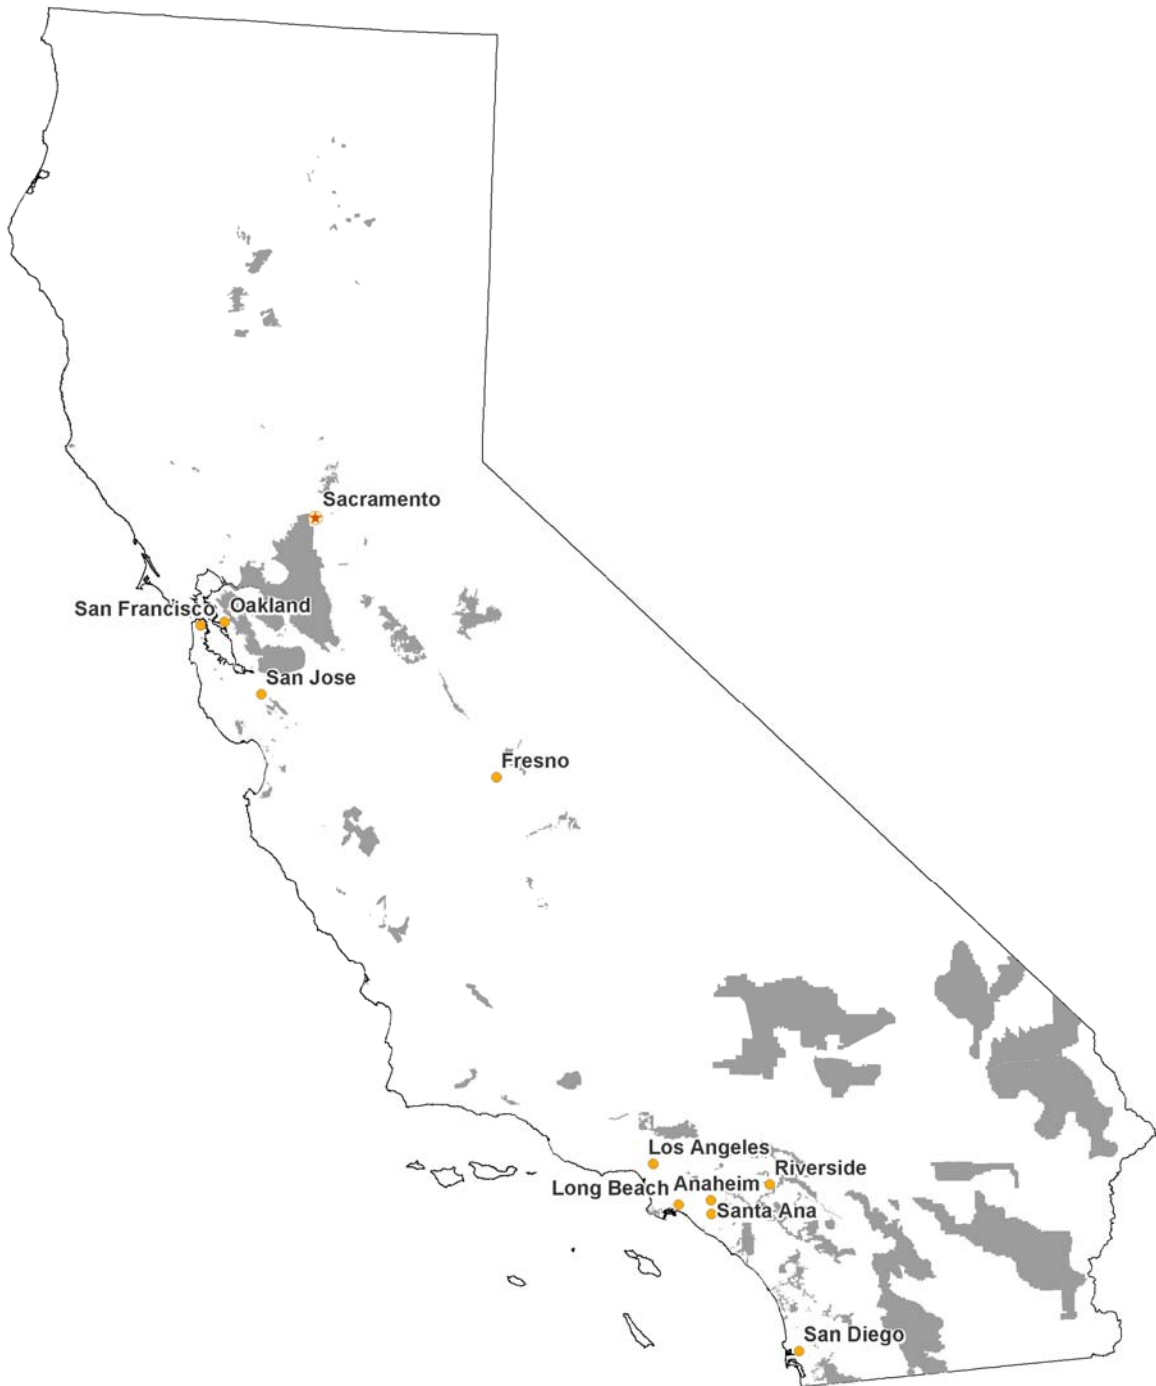 Sacramento
San Francisco
Oakland
San Jose
Fresno
Los Angeles
Riverside
Long Beach
Anaheim
Santa Ana
San Diego